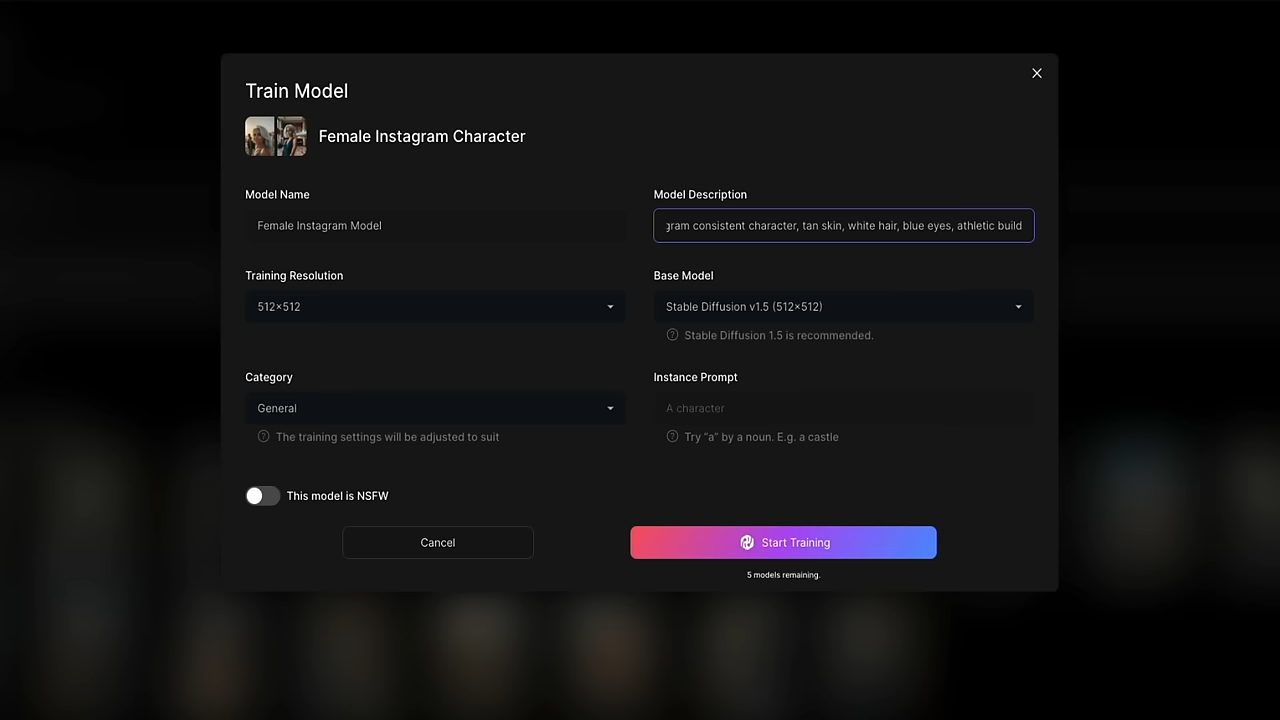 Train Model
Female Instagram Character
Model Name
Model Description
Female Instagram Model
gram consistent character, tan skin, white hair, blue eyes, athletic build
Training Resolution
Base Model
512×512
Stable Diffusion v1.5 (512×512)
Stable Diffusion 1.5 is recommended.
Category
Instance Prompt
General
A character
The training settings will be adjusted to suit
Try "a" by a noun. E.g. a castle
This model is NSFW
Cancel
Start Training
5 models remaining.